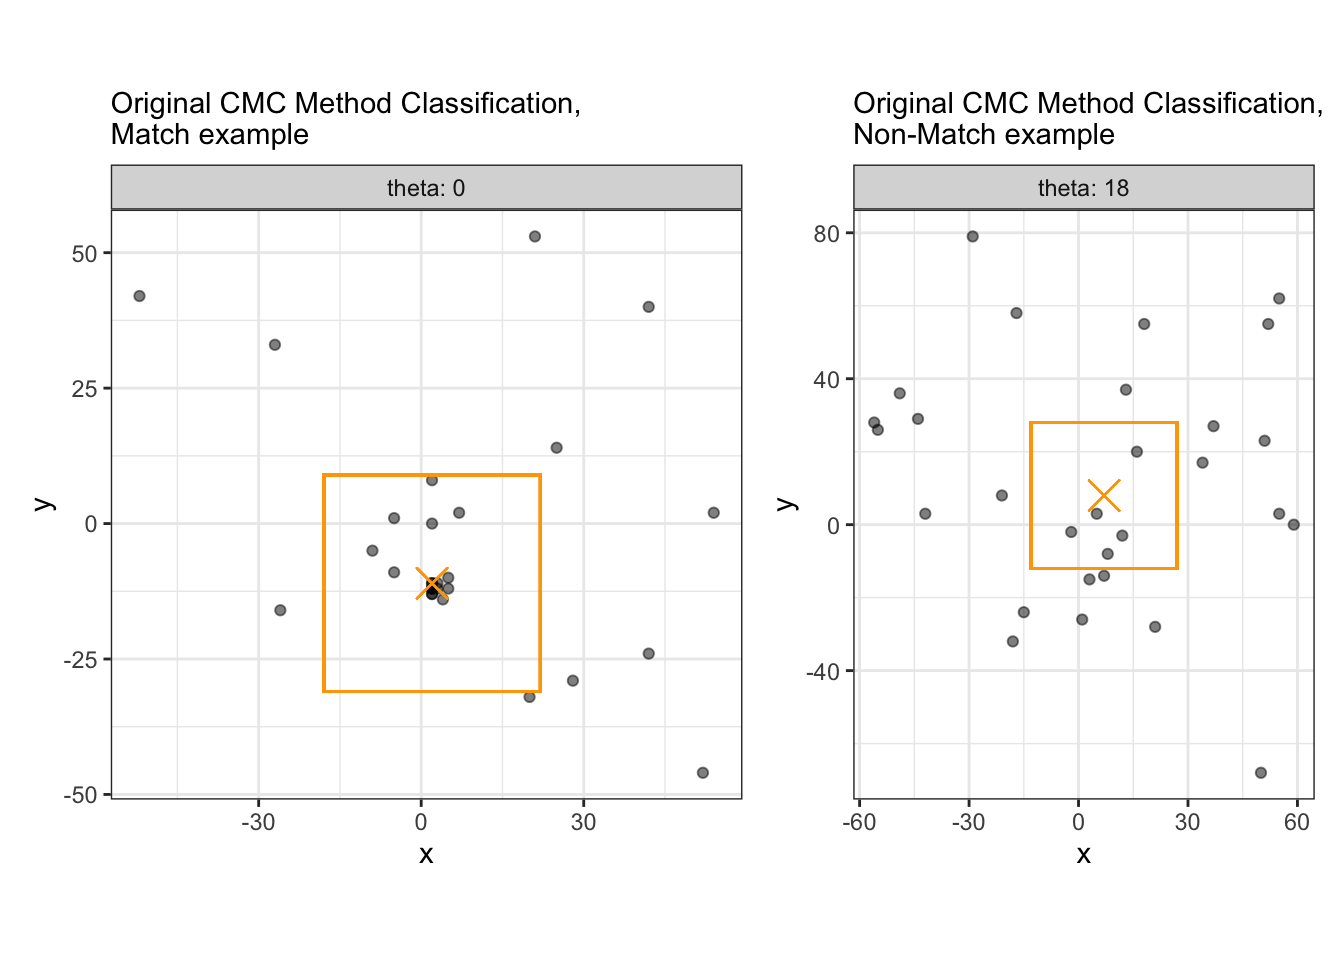 Original CMC Method Classification,
Match example
theta: 0
50
25
0
-25
-50
-30
0
30
x
y
Original CMC Method Classification,
Non-Match example
theta: 18
80
40
0
-40
-60
-30
0
30
60
x
y